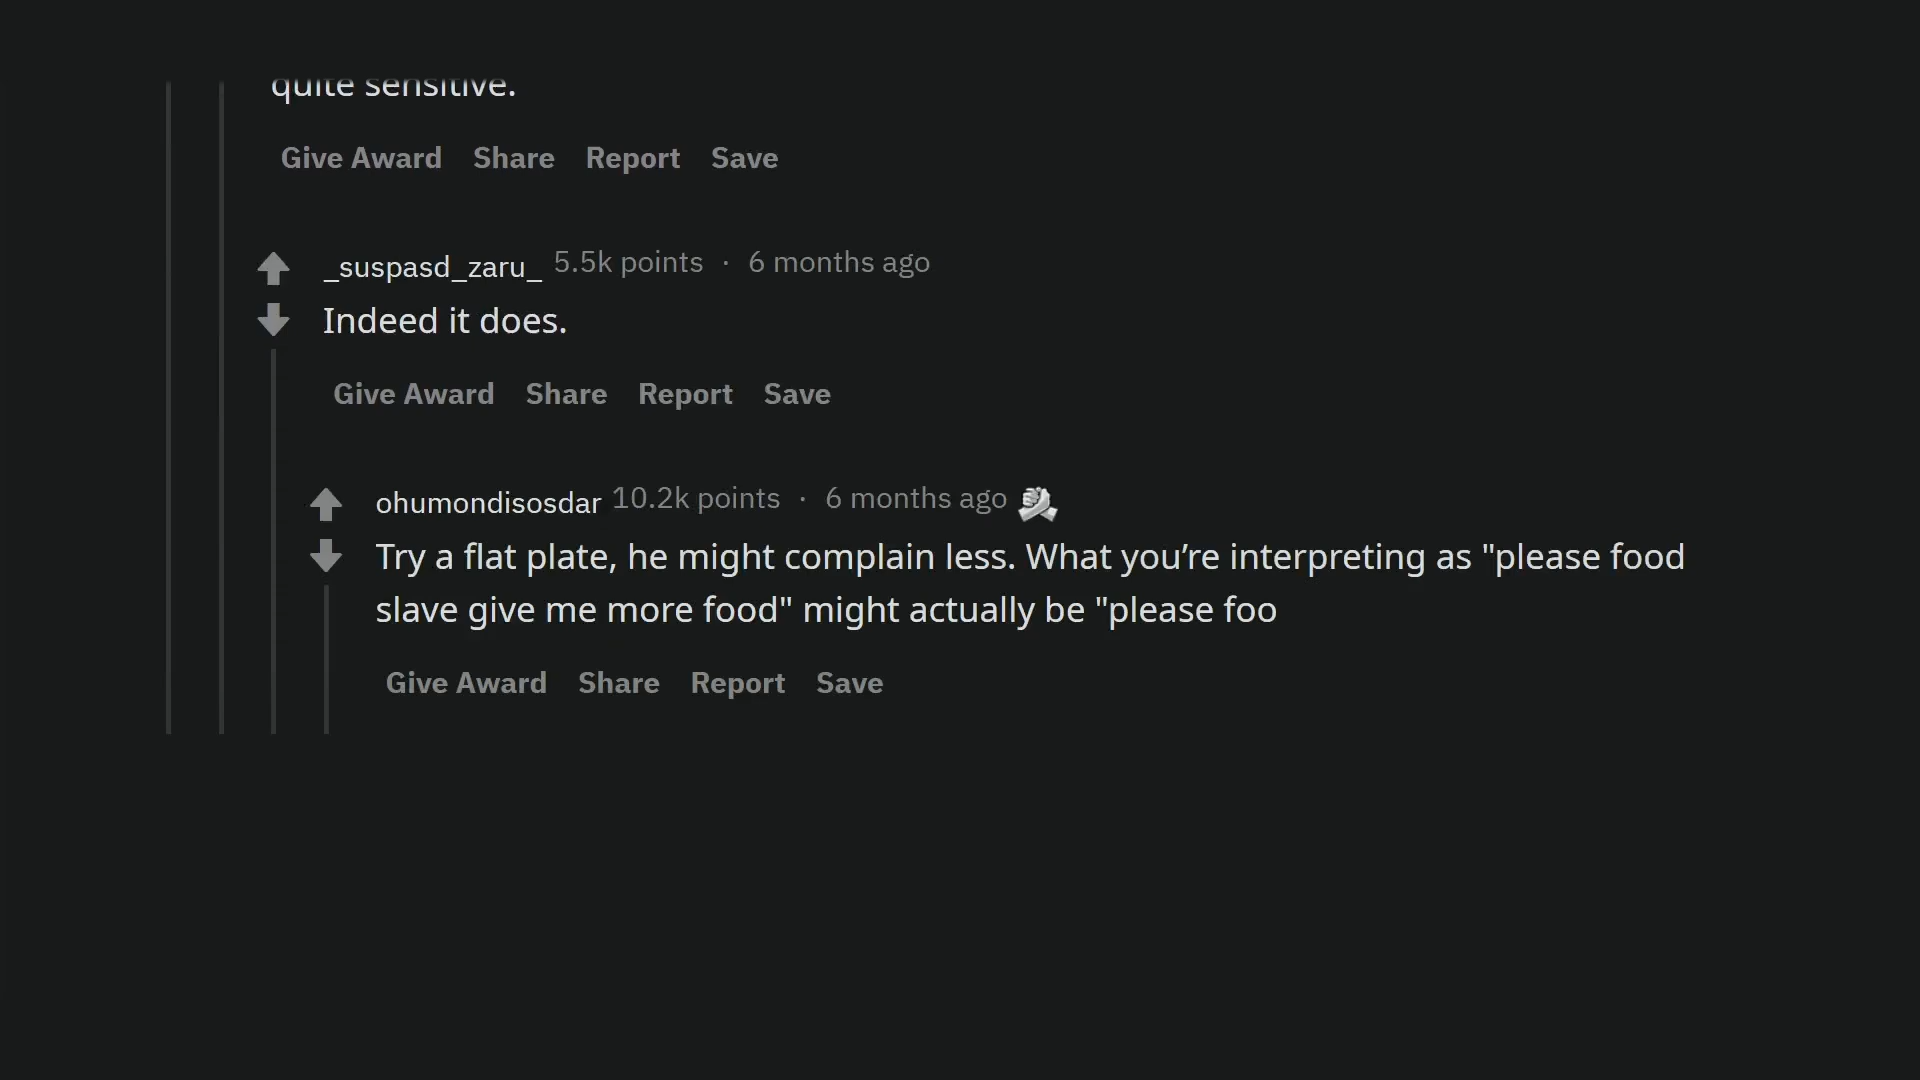 quite sensitive.
Give Award Share Report Save
_suspasd_zaru_ 5.5k points · 6 months ago
Indeed it does.
Give Award Share Report Save
ohumondisosdar 10.2k points · 6 months ago
Try a flat plate, he might complain less. What you’re interpreting as "please food
slave give me more food" might actually be "please foo
Give Award Share Report Save